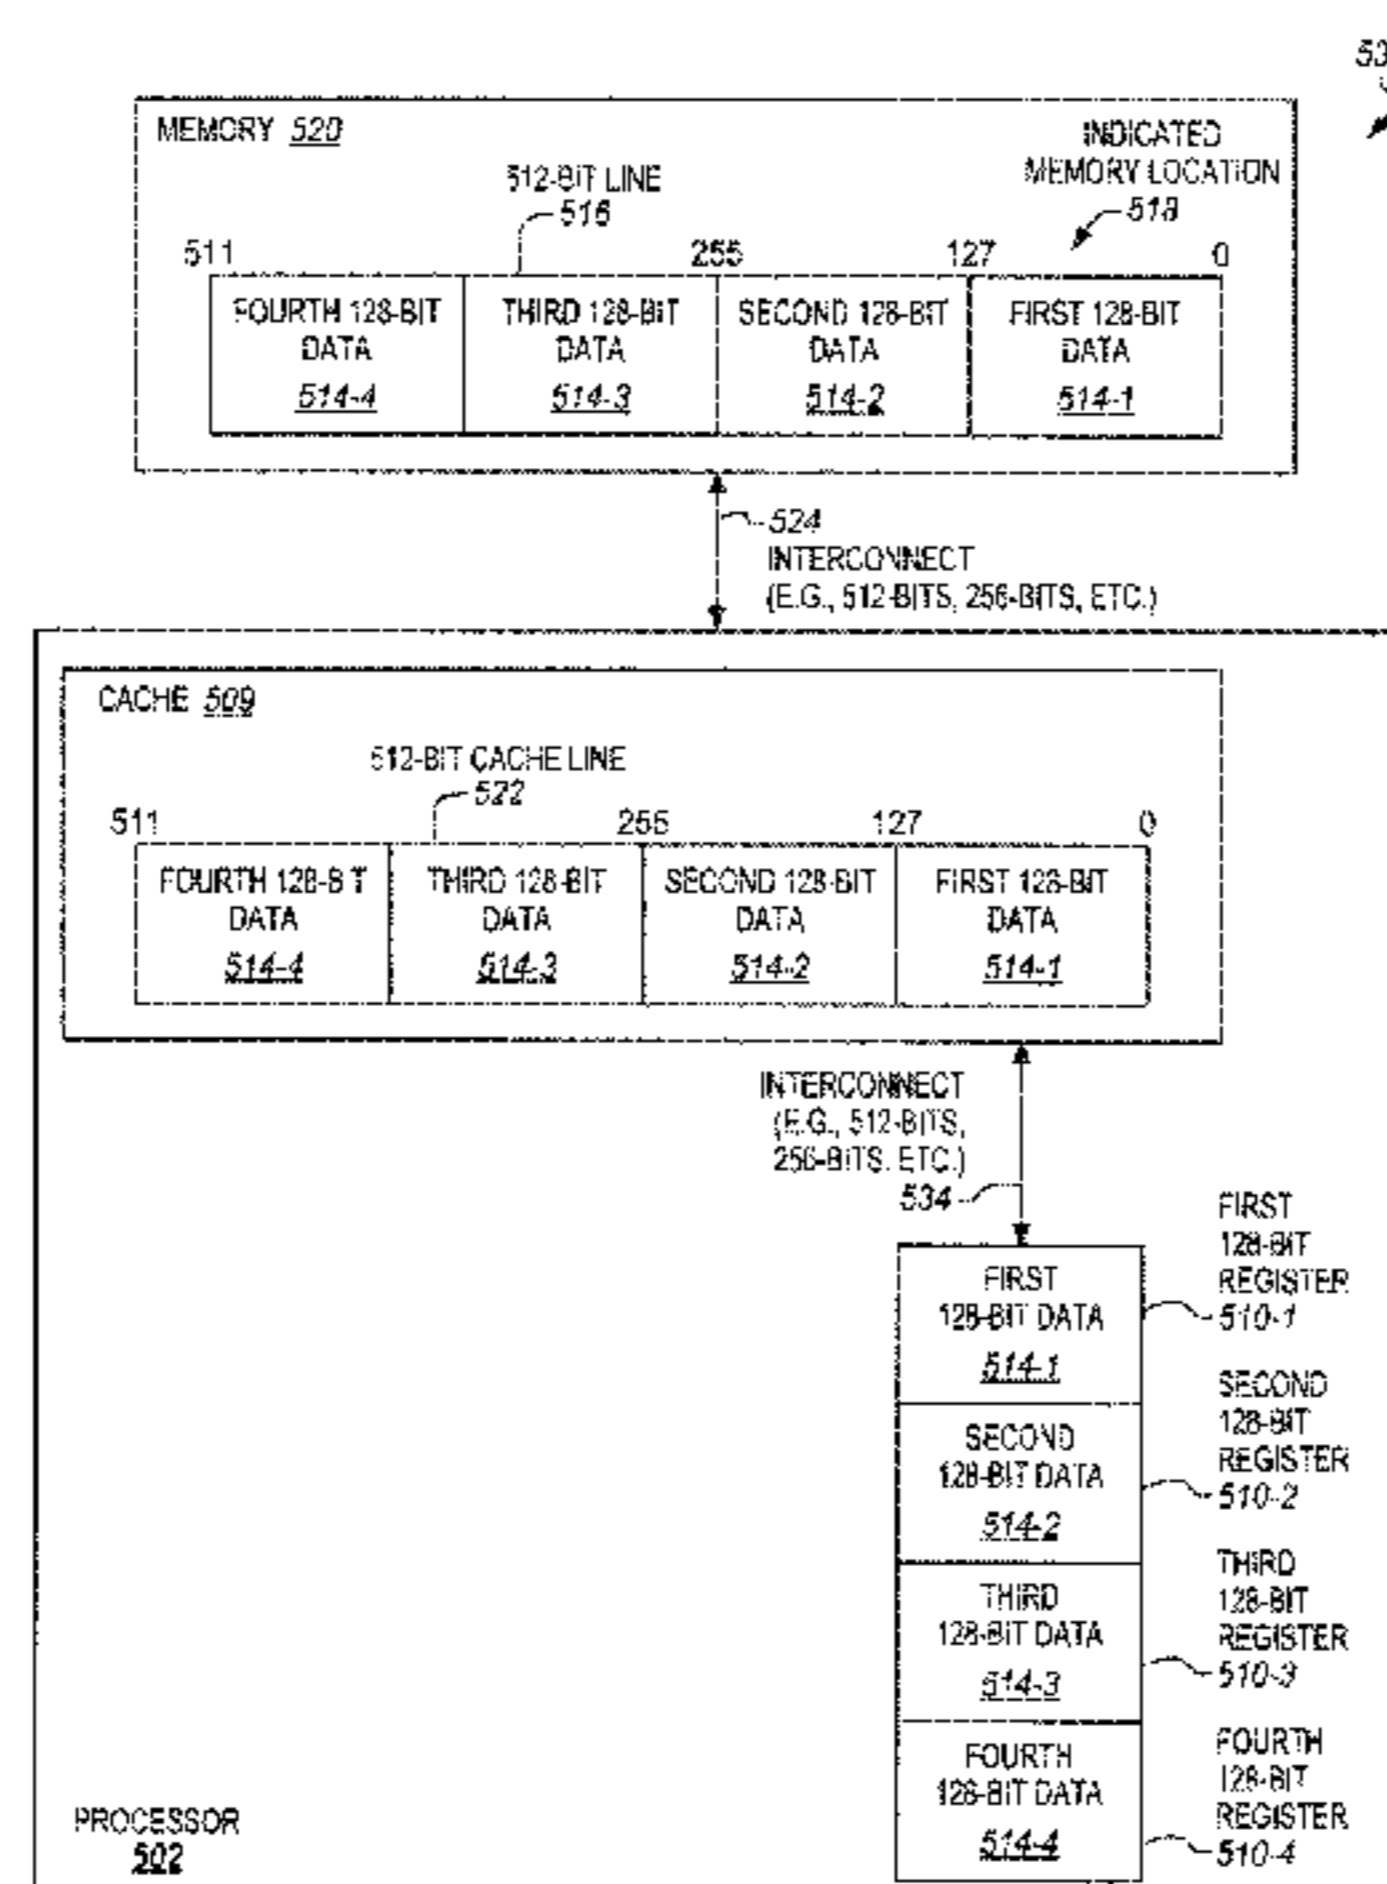 53
MEMORY 520
INDICATED
MEMORY LOCATION
518
512-BIT LINE
516
511 255 127 0
FOURTH 128-BIT DATA 514-4
THIRD 128-BIT DATA 514-3
SECOND 128-BIT DATA 514-2
FIRST 128-BIT DATA 514-1
524
INTERCONNECT
(E.G., 512-BITS, 256-BITS, ETC.)
CACHE 509
512-BIT CACHE LINE
522
511 255 127 0
FOURTH 128-BIT DATA 514-4
THIRD 128-BIT DATA 514-3
SECOND 128-BIT DATA 514-2
FIRST 128-BIT DATA 514-1
INTERCONNECT
(E.G., 512-BITS,
256-BITS, ETC.)
534
FIRST
128-BIT DATA
514-1
FIRST
128-BIT
REGISTER
510-1
SECOND
128-BIT DATA
514-2
SECOND
128-BIT
REGISTER
510-2
THIRD
128-BIT DATA
514-3
THIRD
128-BIT
REGISTER
510-3
FOURTH
128-BIT DATA
514-4
FOURTH
128-BIT
REGISTER
510-4
PROCESSOR
502